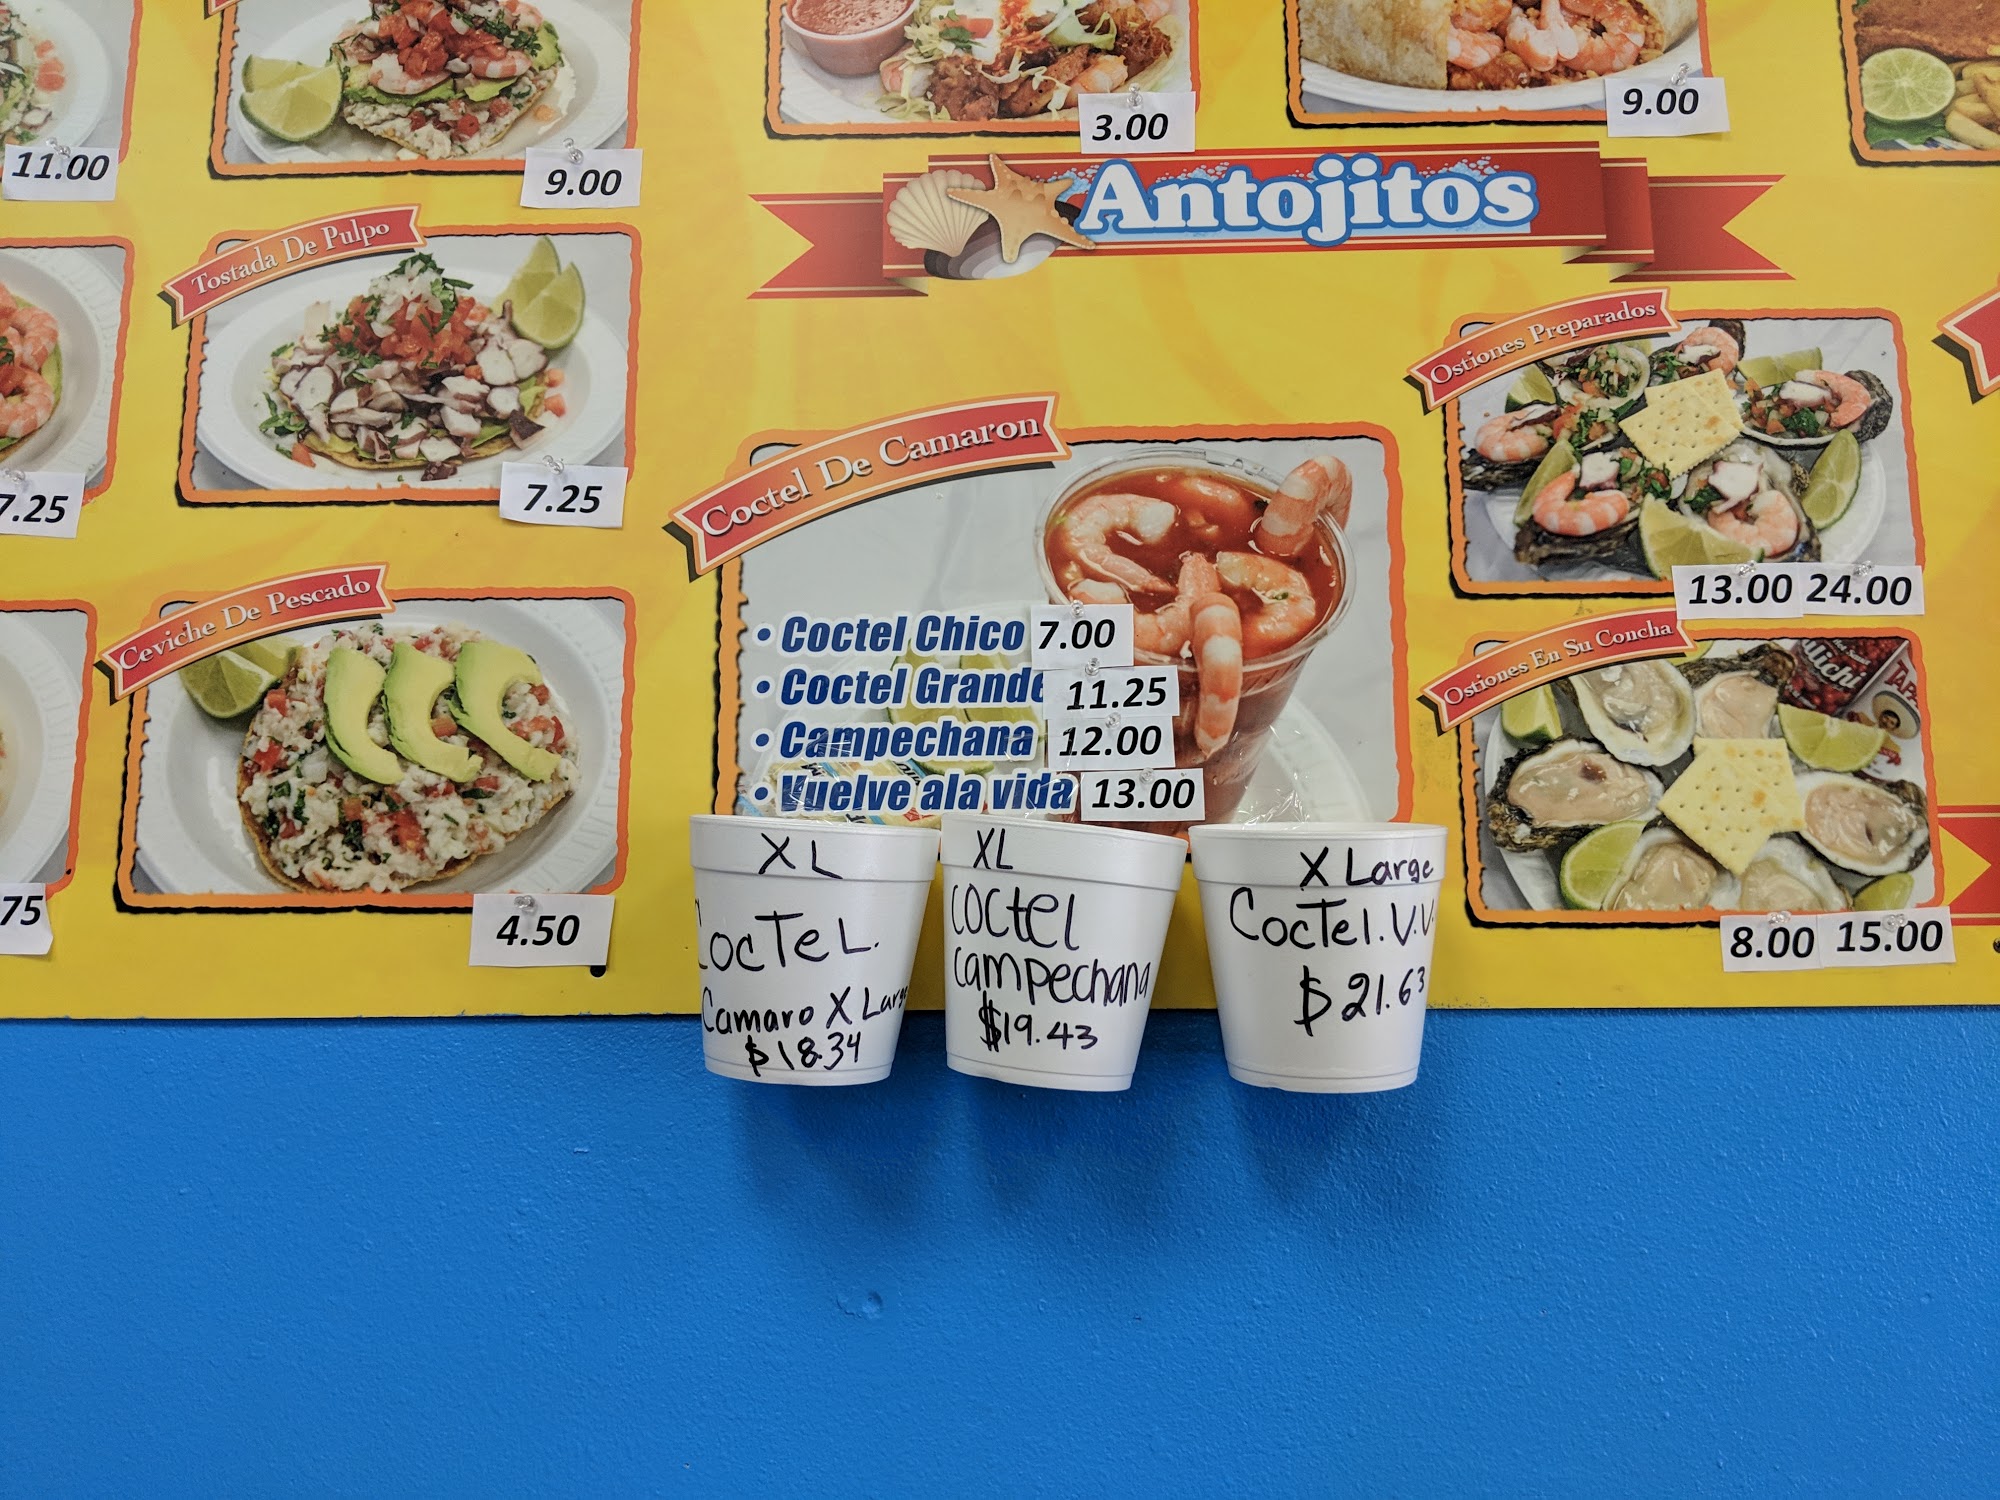 11.00
9.00
3.00
9.00
Antojitos
Tostada De Pulpo
7.25
7.25
Ceviche De Pescado
75
4.50
Coctel De Camaron
• Coctel Chico 7.00
• Coctel Grande 11.25
• Campechana 12.00
• Vuelve ala vida 13.00
Ostiones Preparados
13.00 24.00
Ostiones En Su Concha
8.00 15.00
XL
CocTeL.
Camaro X Large
$18.34
XL
COCtel
Campechana
$19.43
X Large
CocTel. V.V.
$21.63